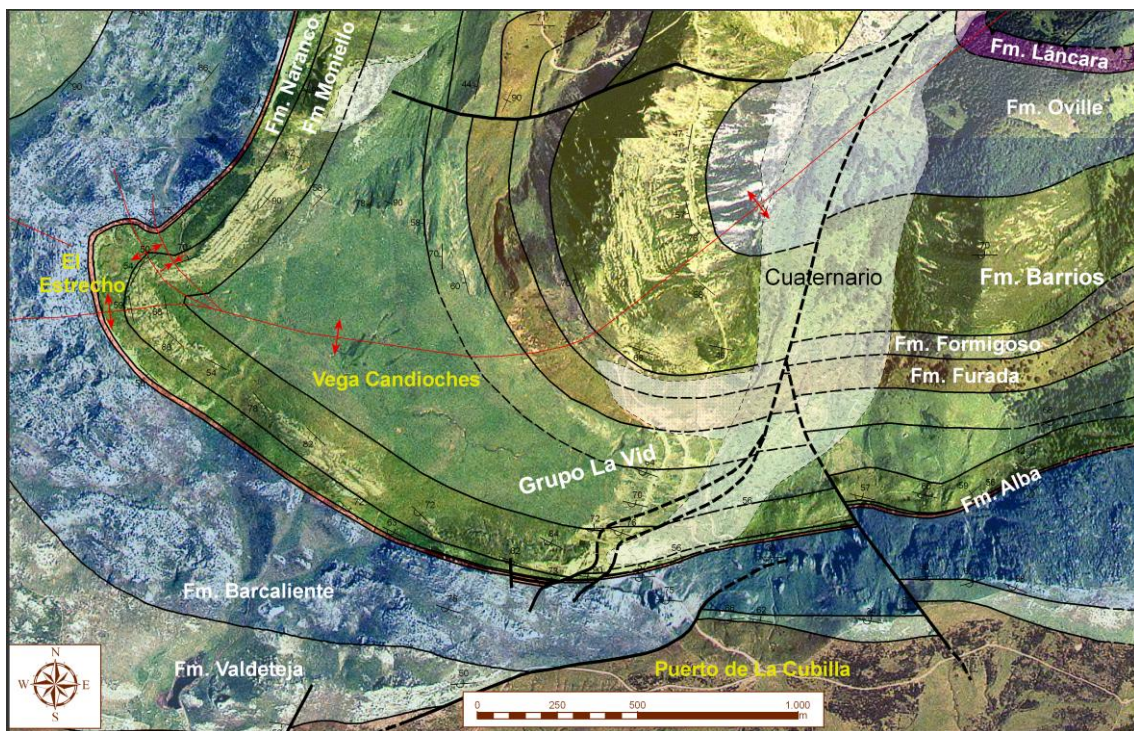 Fm. Naranco
Fm Moniello
Fm. Láncara
Fm. Oville
El
Estrecho
Cuaternario
Fm. Barrios
Fm. Formigoso
Fm. Furada
Vega Candioches
Grupo La Vid
Fm. Alba
Fm. Barcaliente
Fm. Valdeteja
Puerto de La Cubilla
N
W E
S
0 250 500 1.000
m